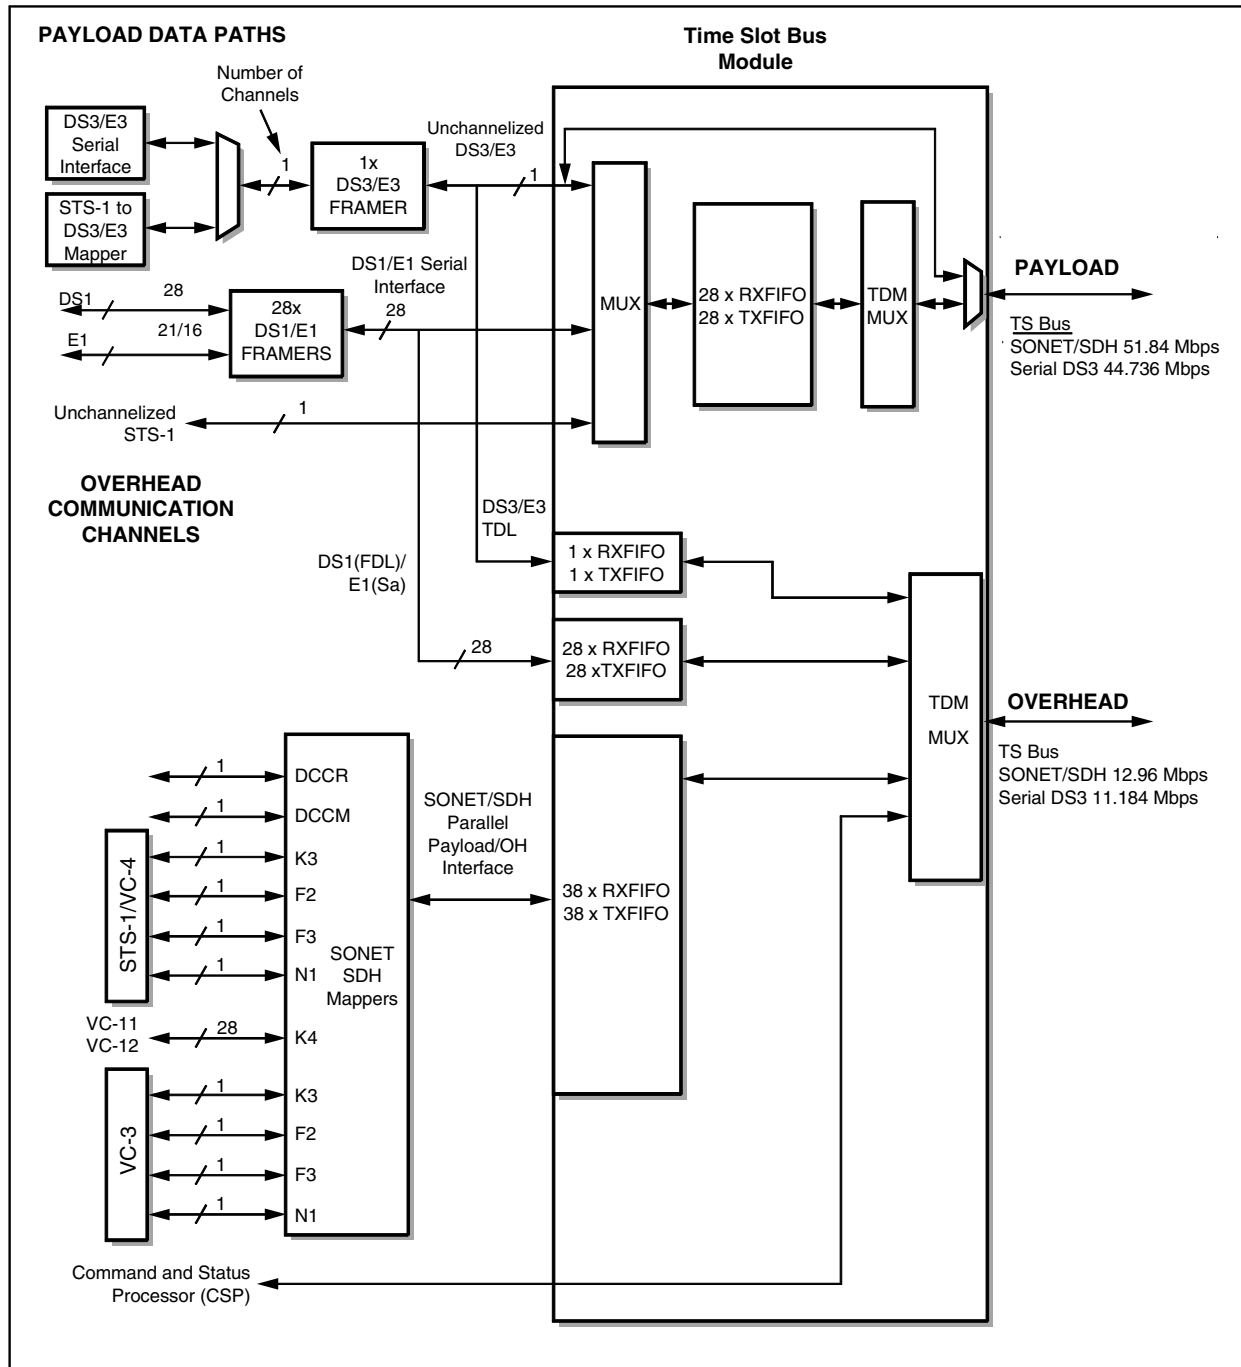 PAYLOAD DATA PATHS
Time Slot Bus
Module
Number of
Channels
DS3/E3
Serial
Interface
STS-1 to
DS3/E3
Mapper
1
1x
DS3/E3
FRAMER
Unchannelized
DS3/E3
1
DS1
28
E1
21/16
28x
DS1/E1
FRAMERS
DS1/E1 Serial
Interface
28
Unchannelized
STS-1
1
MUX
28 x RXFIFO
28 x TXFIFO
TDM
MUX
PAYLOAD
TS Bus
SONET/SDH 51.84 Mbps
Serial DS3 44.736 Mbps
OVERHEAD
COMMUNICATION
CHANNELS
DS3/E3
TDL
DS1(FDL)/
E1(Sa)
28
1 x RXFIFO
1 x TXFIFO
28 x RXFIFO
28 xTXFIFO
38 x RXFIFO
38 x TXFIFO
TDM
MUX
OVERHEAD
TS Bus
SONET/SDH 12.96 Mbps
Serial DS3 11.184 Mbps
1
DCCR
1
DCCM
STS-1/VC-4
1
K3
1
F2
1
F3
1
N1
VC-11
VC-12
28
K4
VC-3
1
K3
1
F2
1
F3
1
N1
SONET
SDH
Mappers
SONET/SDH
Parallel
Payload/OH
Interface
Command and Status
Processor (CSP)